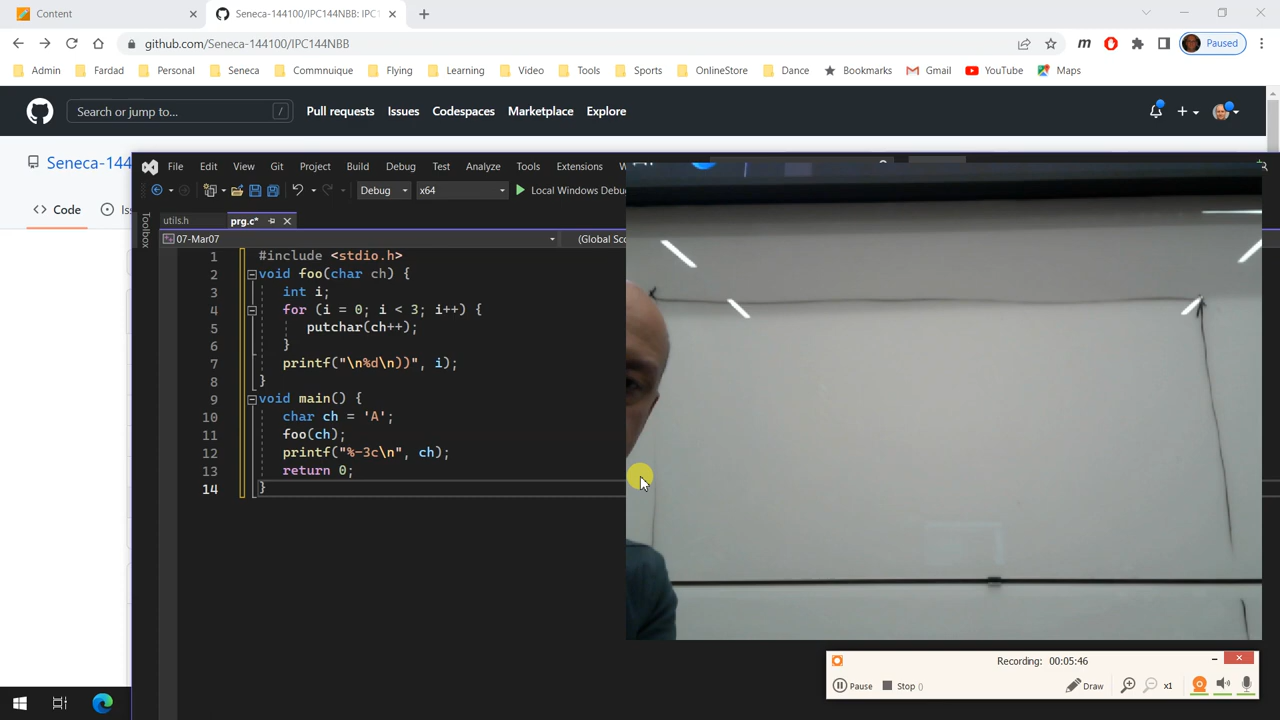 Content
Seneca-144100/IPC144NBB: IPC1
github.com/Seneca-144100/IPC144NBB
Paused
Admin Fardad Personal Seneca Commnuique Flying Learning Video Tools Sports OnlineStore Dance Bookmarks Gmail YouTube Maps
Search or jump to... /
Pull requests Issues Codespaces Marketplace Explore
Seneca-144
File Edit View Git Project Build Debug Test Analyze Tools Extensions
Debug x64 Local Windows Debu
Code
Toolbox
utils.h prg.c*
07-Mar07 (Global Sco
1 #include <stdio.h>
2 void foo(char ch) {
3 int i;
4 for (i = 0; i < 3; i++) {
5 putchar(ch++);
6 }
7 printf("\n%d\n))", i);
8 }
9 void main() {
10 char ch = 'A';
11 foo(ch);
12 printf("%-3c\n", ch);
13 return 0;
14 }
Recording: 00:05:46
Pause Stop () Draw x1